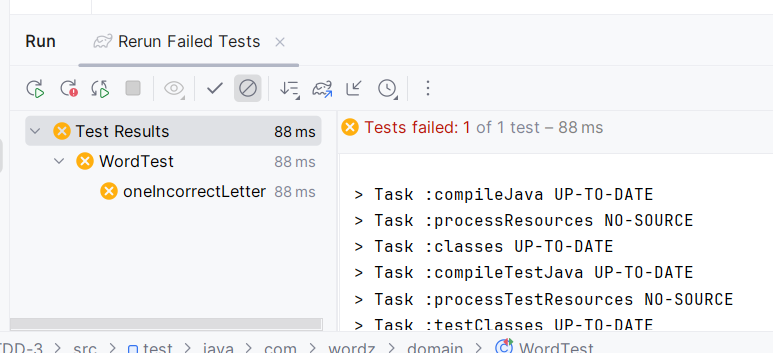 Run Rerun Failed Tests
Test Results 88 ms
WordTest 88 ms
oneIncorrectLetter 88 ms
Tests failed: 1 of 1 test – 88 ms
> Task :compileJava UP-TO-DATE
> Task :processResources NO-SOURCE
> Task :classes UP-TO-DATE
> Task :compileTestJava UP-TO-DATE
> Task :processTestResources NO-SOURCE
> Task :testClasses UP-TO-DATE
TDD-3 > src > test > java > com > wordz > domain > WordTest